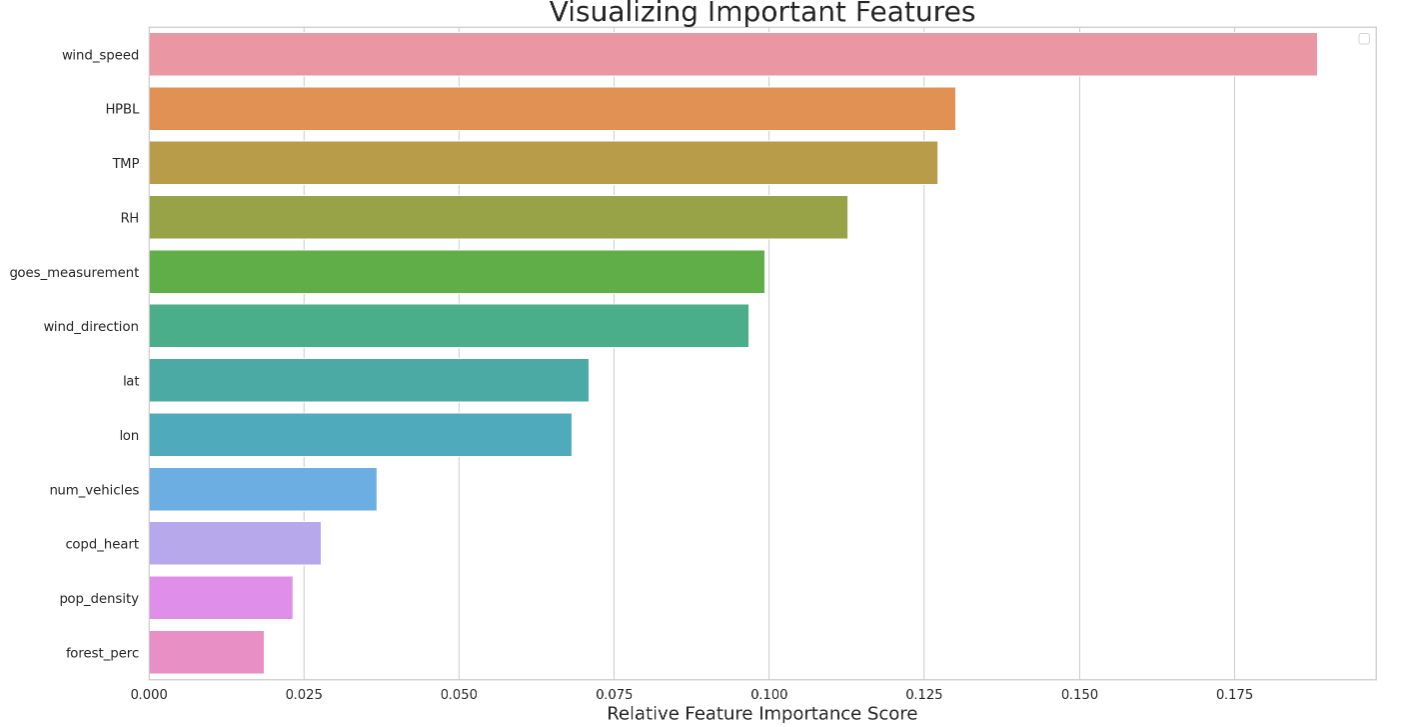 Visualizing Important Features
wind_speed
HPBL
TMP
RH
goes_measurement
wind_direction
lat
lon
num_vehicles
copd_heart
pop_density
forest_perc
0.000 0.025 0.050 0.075 0.100 0.125 0.150 0.175
Relative Feature Importance Score